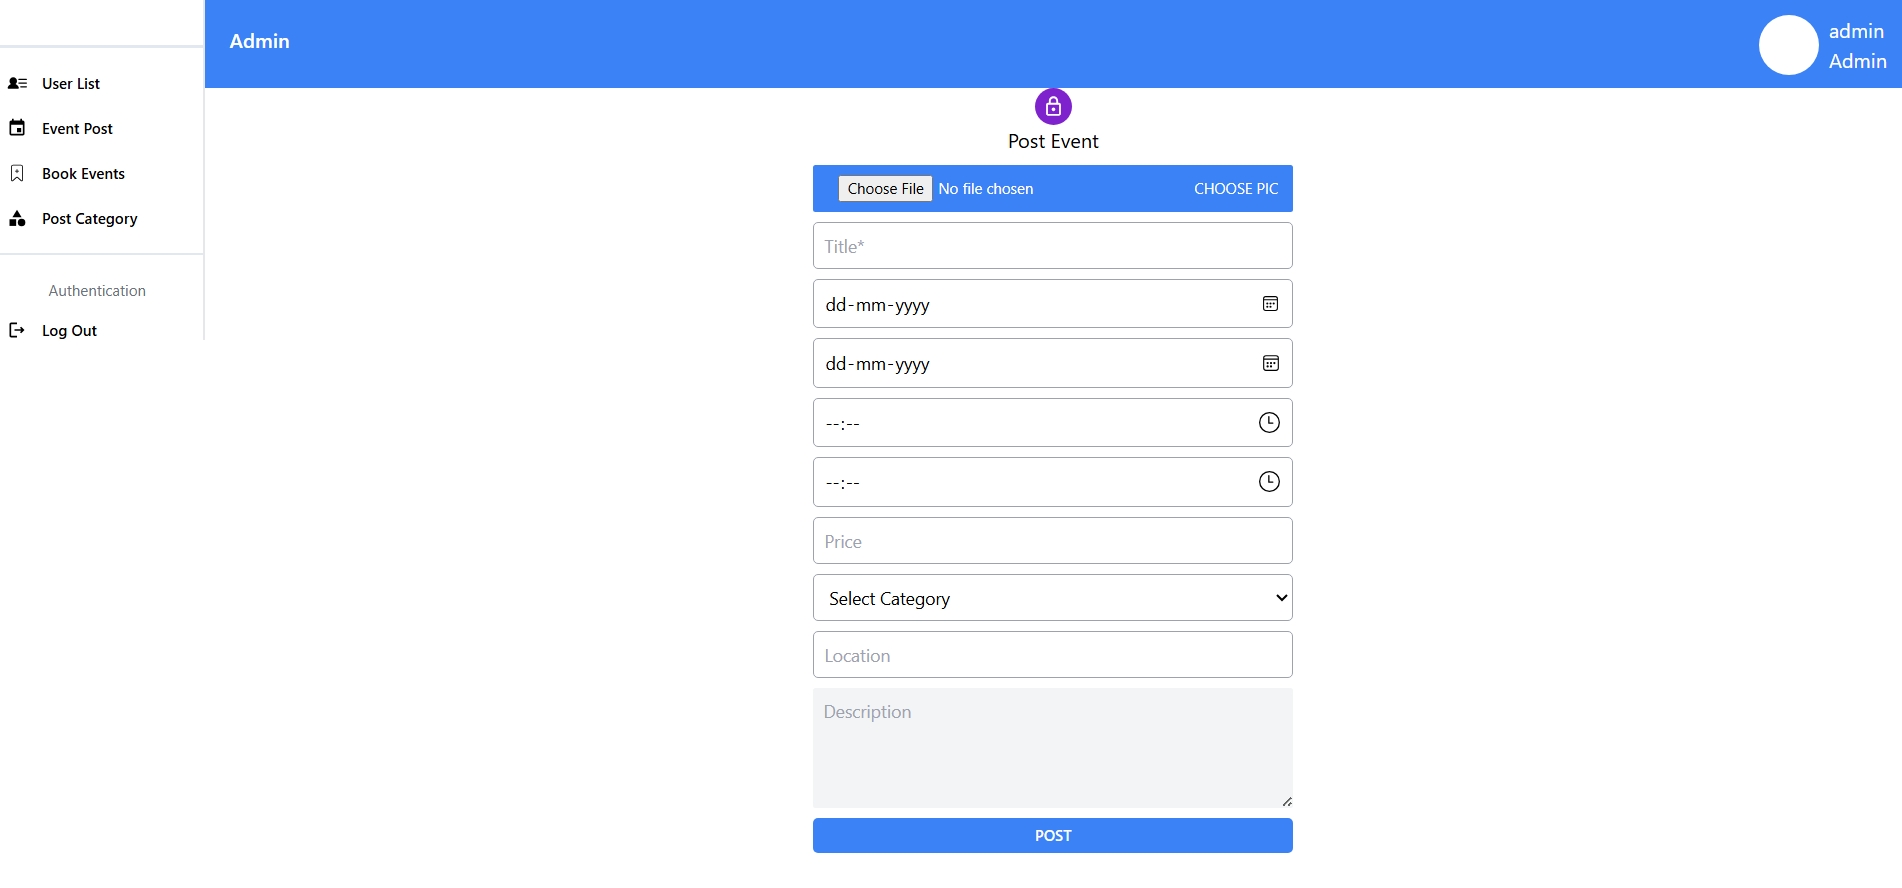 Admin
admin
Admin
User List
Event Post
Book Events
Post Category
Authentication
Log Out
Post Event
Choose File No file chosen CHOOSE PIC
Title*
dd-mm-yyyy
dd-mm-yyyy
--:--
--:--
Price
Select Category
Location
Description
POST